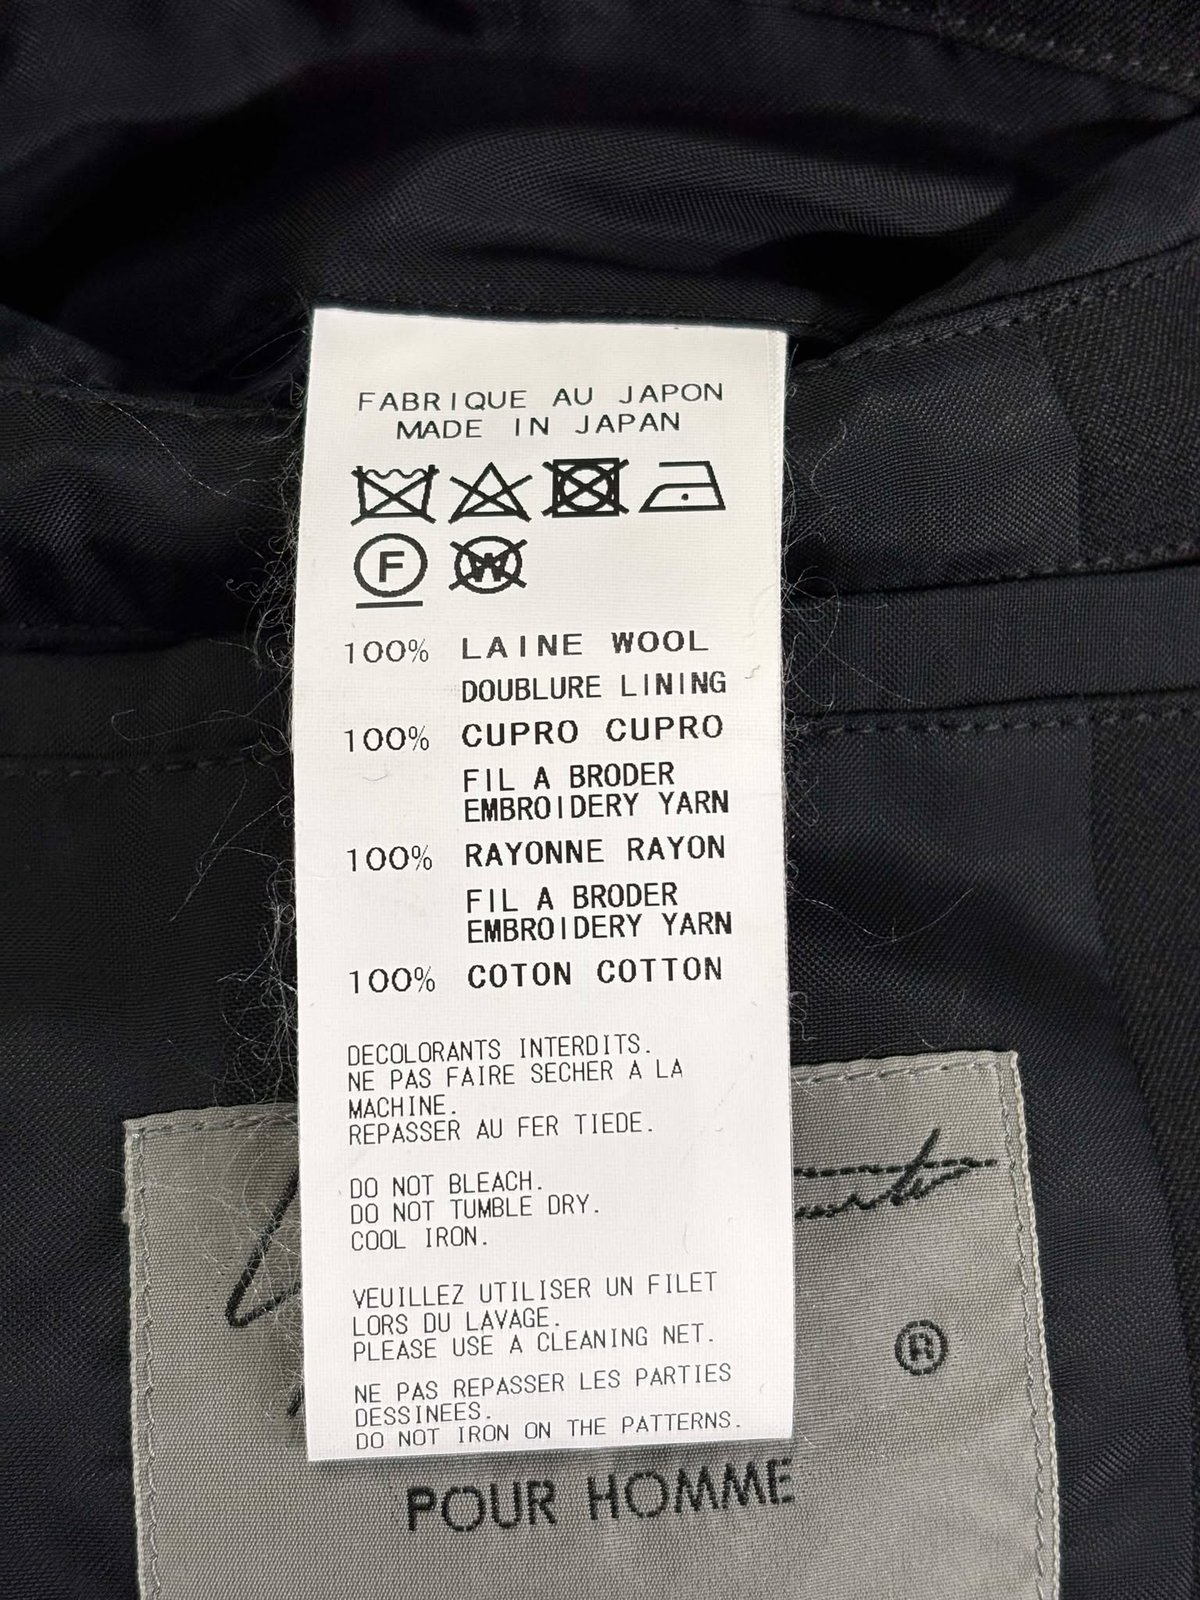 FABRIQUE AU JAPON
MADE IN JAPAN
F W
100% LAINE WOOL
DOUBLURE LINING
100% CUPRO CUPRO
FIL A BRODER
EMBROIDERY YARN
100% RAYONNE RAYON
FIL A BRODER
EMBROIDERY YARN
100% COTON COTTON
DECOLORANTS INTERDITS.
NE PAS FAIRE SECHER A LA
MACHINE.
REPASSER AU FER TIEDE.
DO NOT BLEACH.
DO NOT TUMBLE DRY.
COOL IRON.
VEUILLEZ UTILISER UN FILET
LORS DU LAVAGE.
PLEASE USE A CLEANING NET.
NE PAS REPASSER LES PARTIES
DESSINEES.
DO NOT IRON ON THE PATTERNS.
®
POUR HOMME